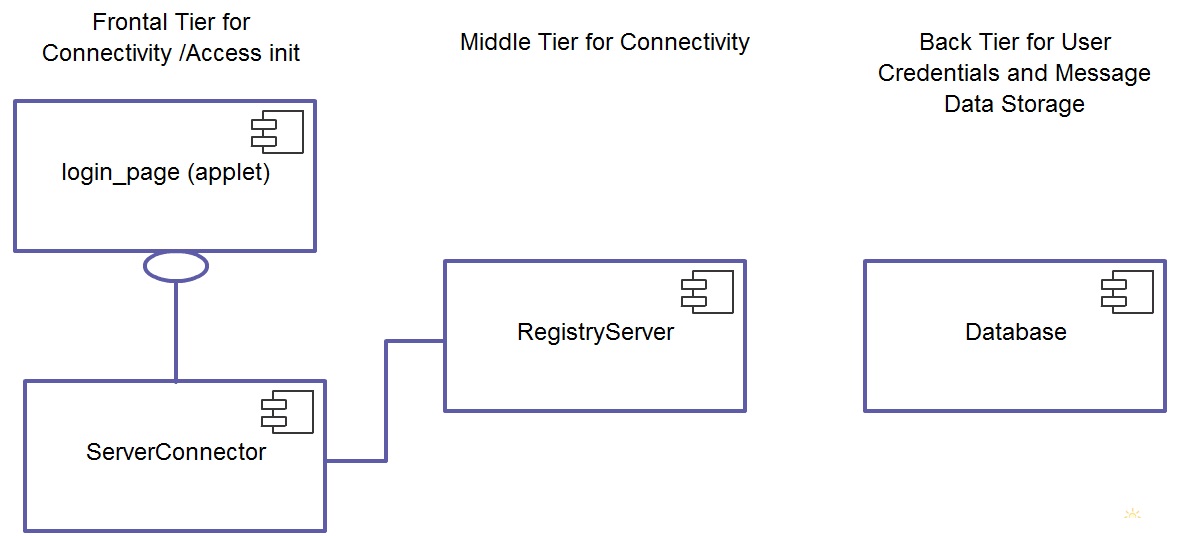 Frontal Tier for
Connectivity /Access init
Middle Tier for Connectivity
Back Tier for User
Credentials and Message
Data Storage
login_page (applet)
RegistryServer
Database
ServerConnector